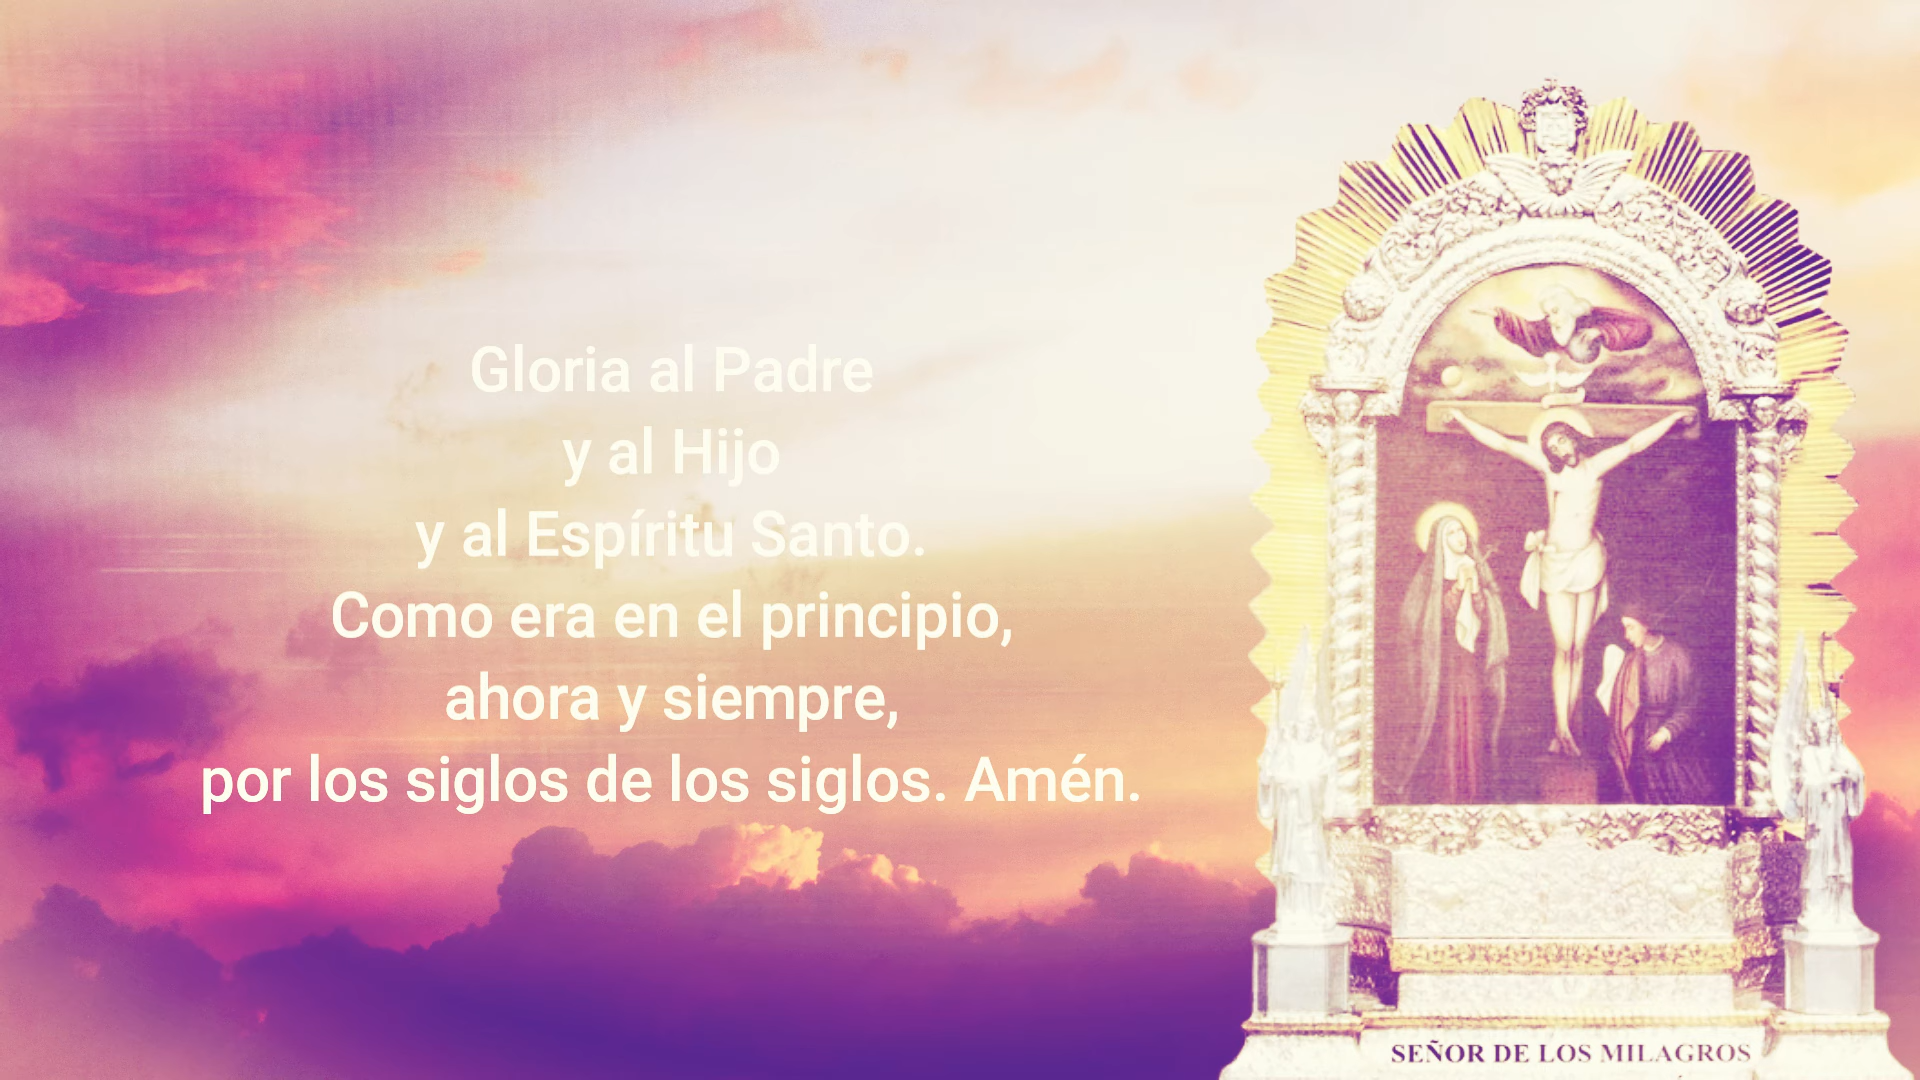 Gloria al Padre
y al Hijo
y al Espíritu Santo.
Como era en el principio,
ahora y siempre,
por los siglos de los siglos. Amén.
SEÑOR DE LOS MILAGROS